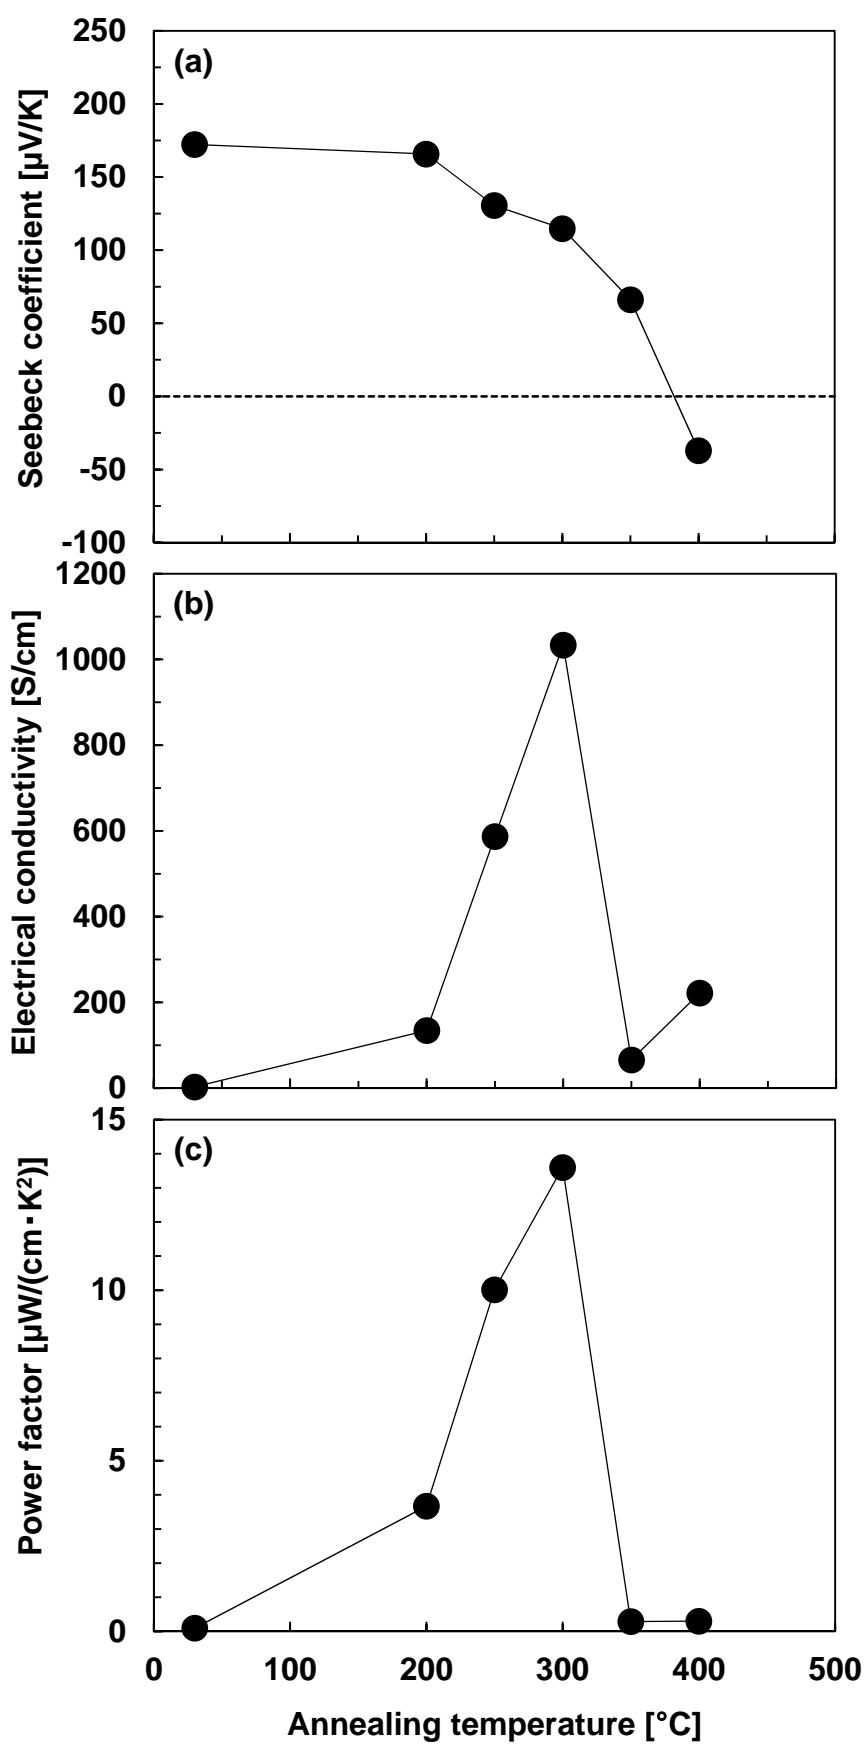 (a)
Seebeck coefficient [µV/K]
250
200
150
100
50
0
-50
-100
(b)
Electrical conductivity [S/cm]
1200
1000
800
600
400
200
0
(c)
Power factor [µW/(cm·K²)]
15
10
5
0
0 100 200 300 400 500
Annealing temperature [°C]